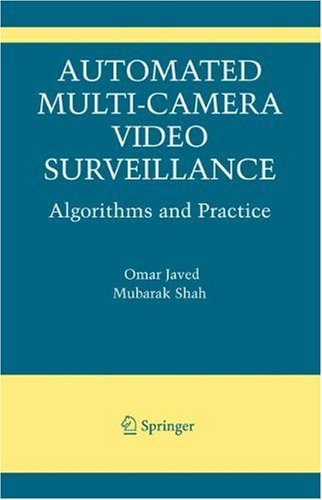 AUTOMATED
MULTI-CAMERA
VIDEO
SURVEILLANCE
Algorithms and Practice
Omar Javed
Mubarak Shah
Springer